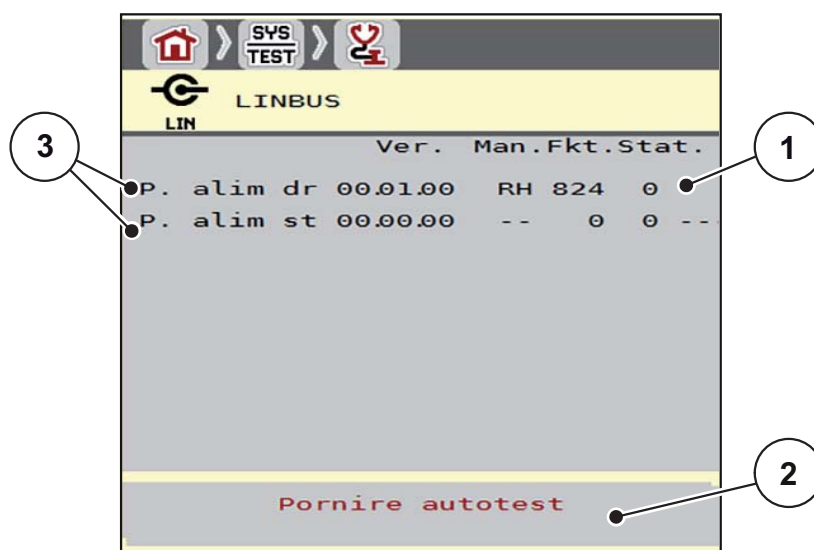 SYS
TEST
LIN
LINBUS
Ver. Man.Fkt.Stat.
P. alim dr 00.01.00 RH 824 0
P. alim st 00.00.00 -- 0 0 ---
Pornire autotest
1
2
3